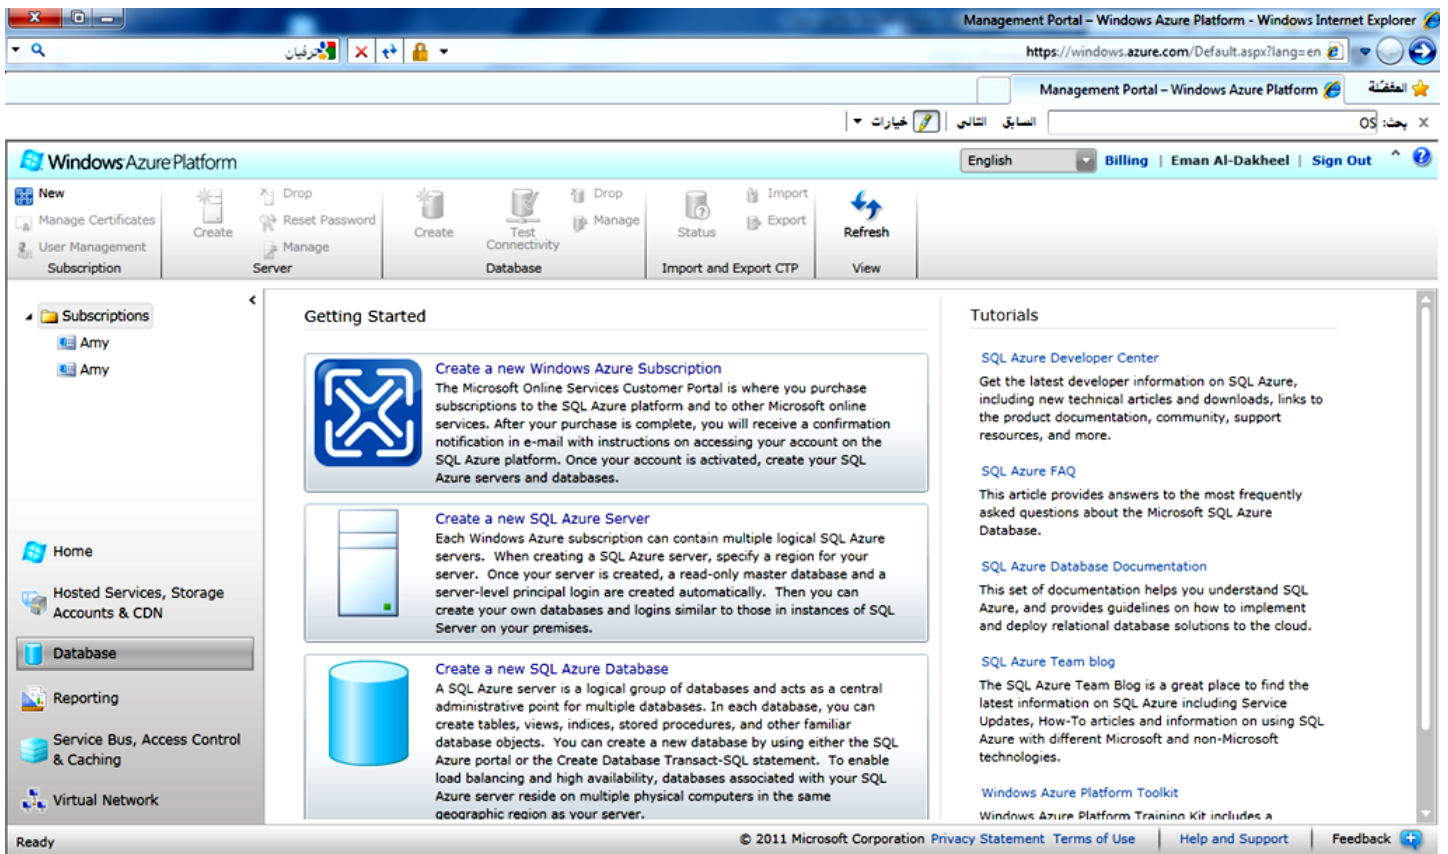 Management Portal – Windows Azure Platform - Windows Internet Explorer
https://windows.azure.com/Default.aspx?lang=en
المفضّلة
Management Portal – Windows Azure Platform
بحث: OS
السابق التالي خيارات
Windows Azure Platform
English
Billing | Eman Al-Dakheel | Sign Out
New
Manage Certificates
User Management
Subscription
Create
Drop
Reset Password
Manage
Server
Create
Test Connectivity
Drop
Manage
Database
Status
Import
Export
Import and Export CTP
Refresh
View
Subscriptions
Amy
Amy
Home
Hosted Services, Storage
Accounts & CDN
Database
Reporting
Service Bus, Access Control
& Caching
Virtual Network
Getting Started
Create a new Windows Azure Subscription
The Microsoft Online Services Customer Portal is where you purchase
subscriptions to the SQL Azure platform and to other Microsoft online
services. After your purchase is complete, you will receive a confirmation
notification in e-mail with instructions on accessing your account on the
SQL Azure platform. Once your account is activated, create your SQL
Azure servers and databases.
Create a new SQL Azure Server
Each Windows Azure subscription can contain multiple logical SQL Azure
servers. When creating a SQL Azure server, specify a region for your
server. Once your server is created, a read-only master database and a
server-level principal login are created automatically. Then you can
create your own databases and logins similar to those in instances of SQL
Server on your premises.
Create a new SQL Azure Database
A SQL Azure server is a logical group of databases and acts as a central
administrative point for multiple databases. In each database, you can
create tables, views, indices, stored procedures, and other familiar
database objects. You can create a new database by using either the SQL
Azure portal or the Create Database Transact-SQL statement. To enable
load balancing and high availability, databases associated with your SQL
Azure server reside on multiple physical computers in the same
geographic region as your server.
Tutorials
SQL Azure Developer Center
Get the latest developer information on SQL Azure,
including new technical articles and downloads, links to
the product documentation, community, support
resources, and more.
SQL Azure FAQ
This article provides answers to the most frequently
asked questions about the Microsoft SQL Azure
Database.
SQL Azure Database Documentation
This set of documentation helps you understand SQL
Azure, and provides guidelines on how to implement
and deploy relational database solutions to the cloud.
SQL Azure Team blog
The SQL Azure Team Blog is a great place to find the
latest information on SQL Azure including Service
Updates, How-To articles and information on using SQL
Azure with different Microsoft and non-Microsoft
technologies.
Windows Azure Platform Toolkit
Windows Azure Platform Training Kit includes a
Ready
© 2011 Microsoft Corporation Privacy Statement Terms of Use | Help and Support | Feedback